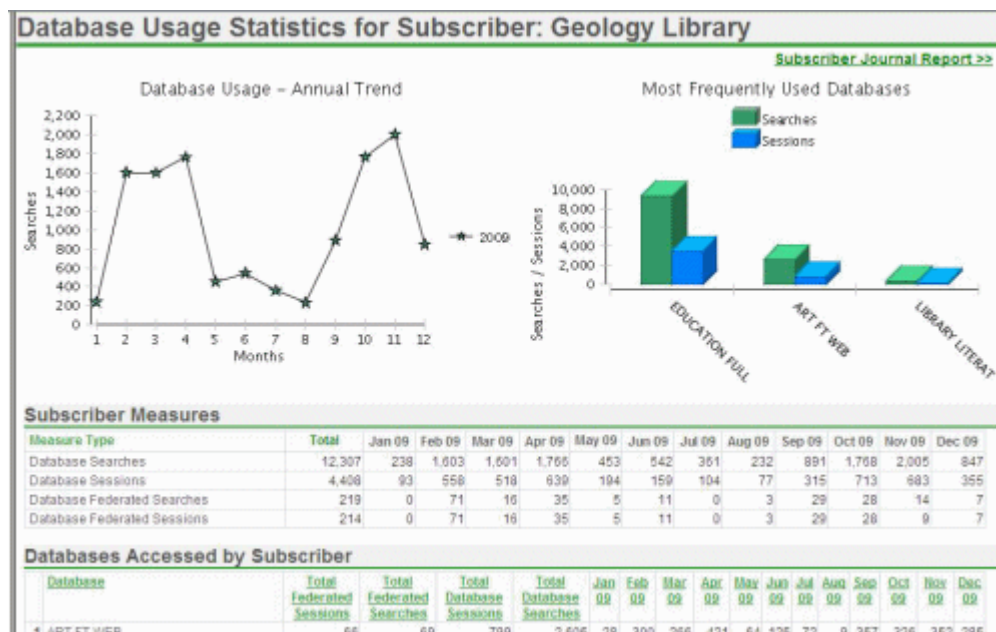 Database Usage Statistics for Subscriber: Geology Library
Subscriber Journal Report >>
Database Usage – Annual Trend
2,200
2,000
1,800
1,600
1,400
1,200
1,000
800
600
400
200
0
Searches
1 2 3 4 5 6 7 8 9 10 11 12
Months
2009
Most Frequently Used Databases
Searches
Sessions
10,000
8,000
6,000
4,000
2,000
0
Searches / Sessions
EDUCATION FULL
ART FT WEB
LIBRARY LITERAT
Subscriber Measures
Measure Type Total Jan 09 Feb 09 Mar 09 Apr 09 May 09 Jun 09 Jul 09 Aug 09 Sep 09 Oct 09 Nov 09 Dec 09
Database Searches 12,307 238 1,603 1,601 1,766 453 542 361 232 891 1,768 2,005 847
Database Sessions 4,408 93 558 518 639 194 159 104 77 315 713 683 355
Database Federated Searches 219 0 71 16 35 5 11 0 3 29 28 14 7
Database Federated Sessions 214 0 71 16 35 5 11 0 3 29 28 9 7
Databases Accessed by Subscriber
Database Total Federated Sessions Total Federated Searches Total Database Sessions Total Database Searches Jan 09 Feb 09 Mar 09 Apr 09 May 09 Jun 09 Jul 09 Aug 09 Sep 09 Oct 09 Nov 09 Dec 09
1 ART FT WEB